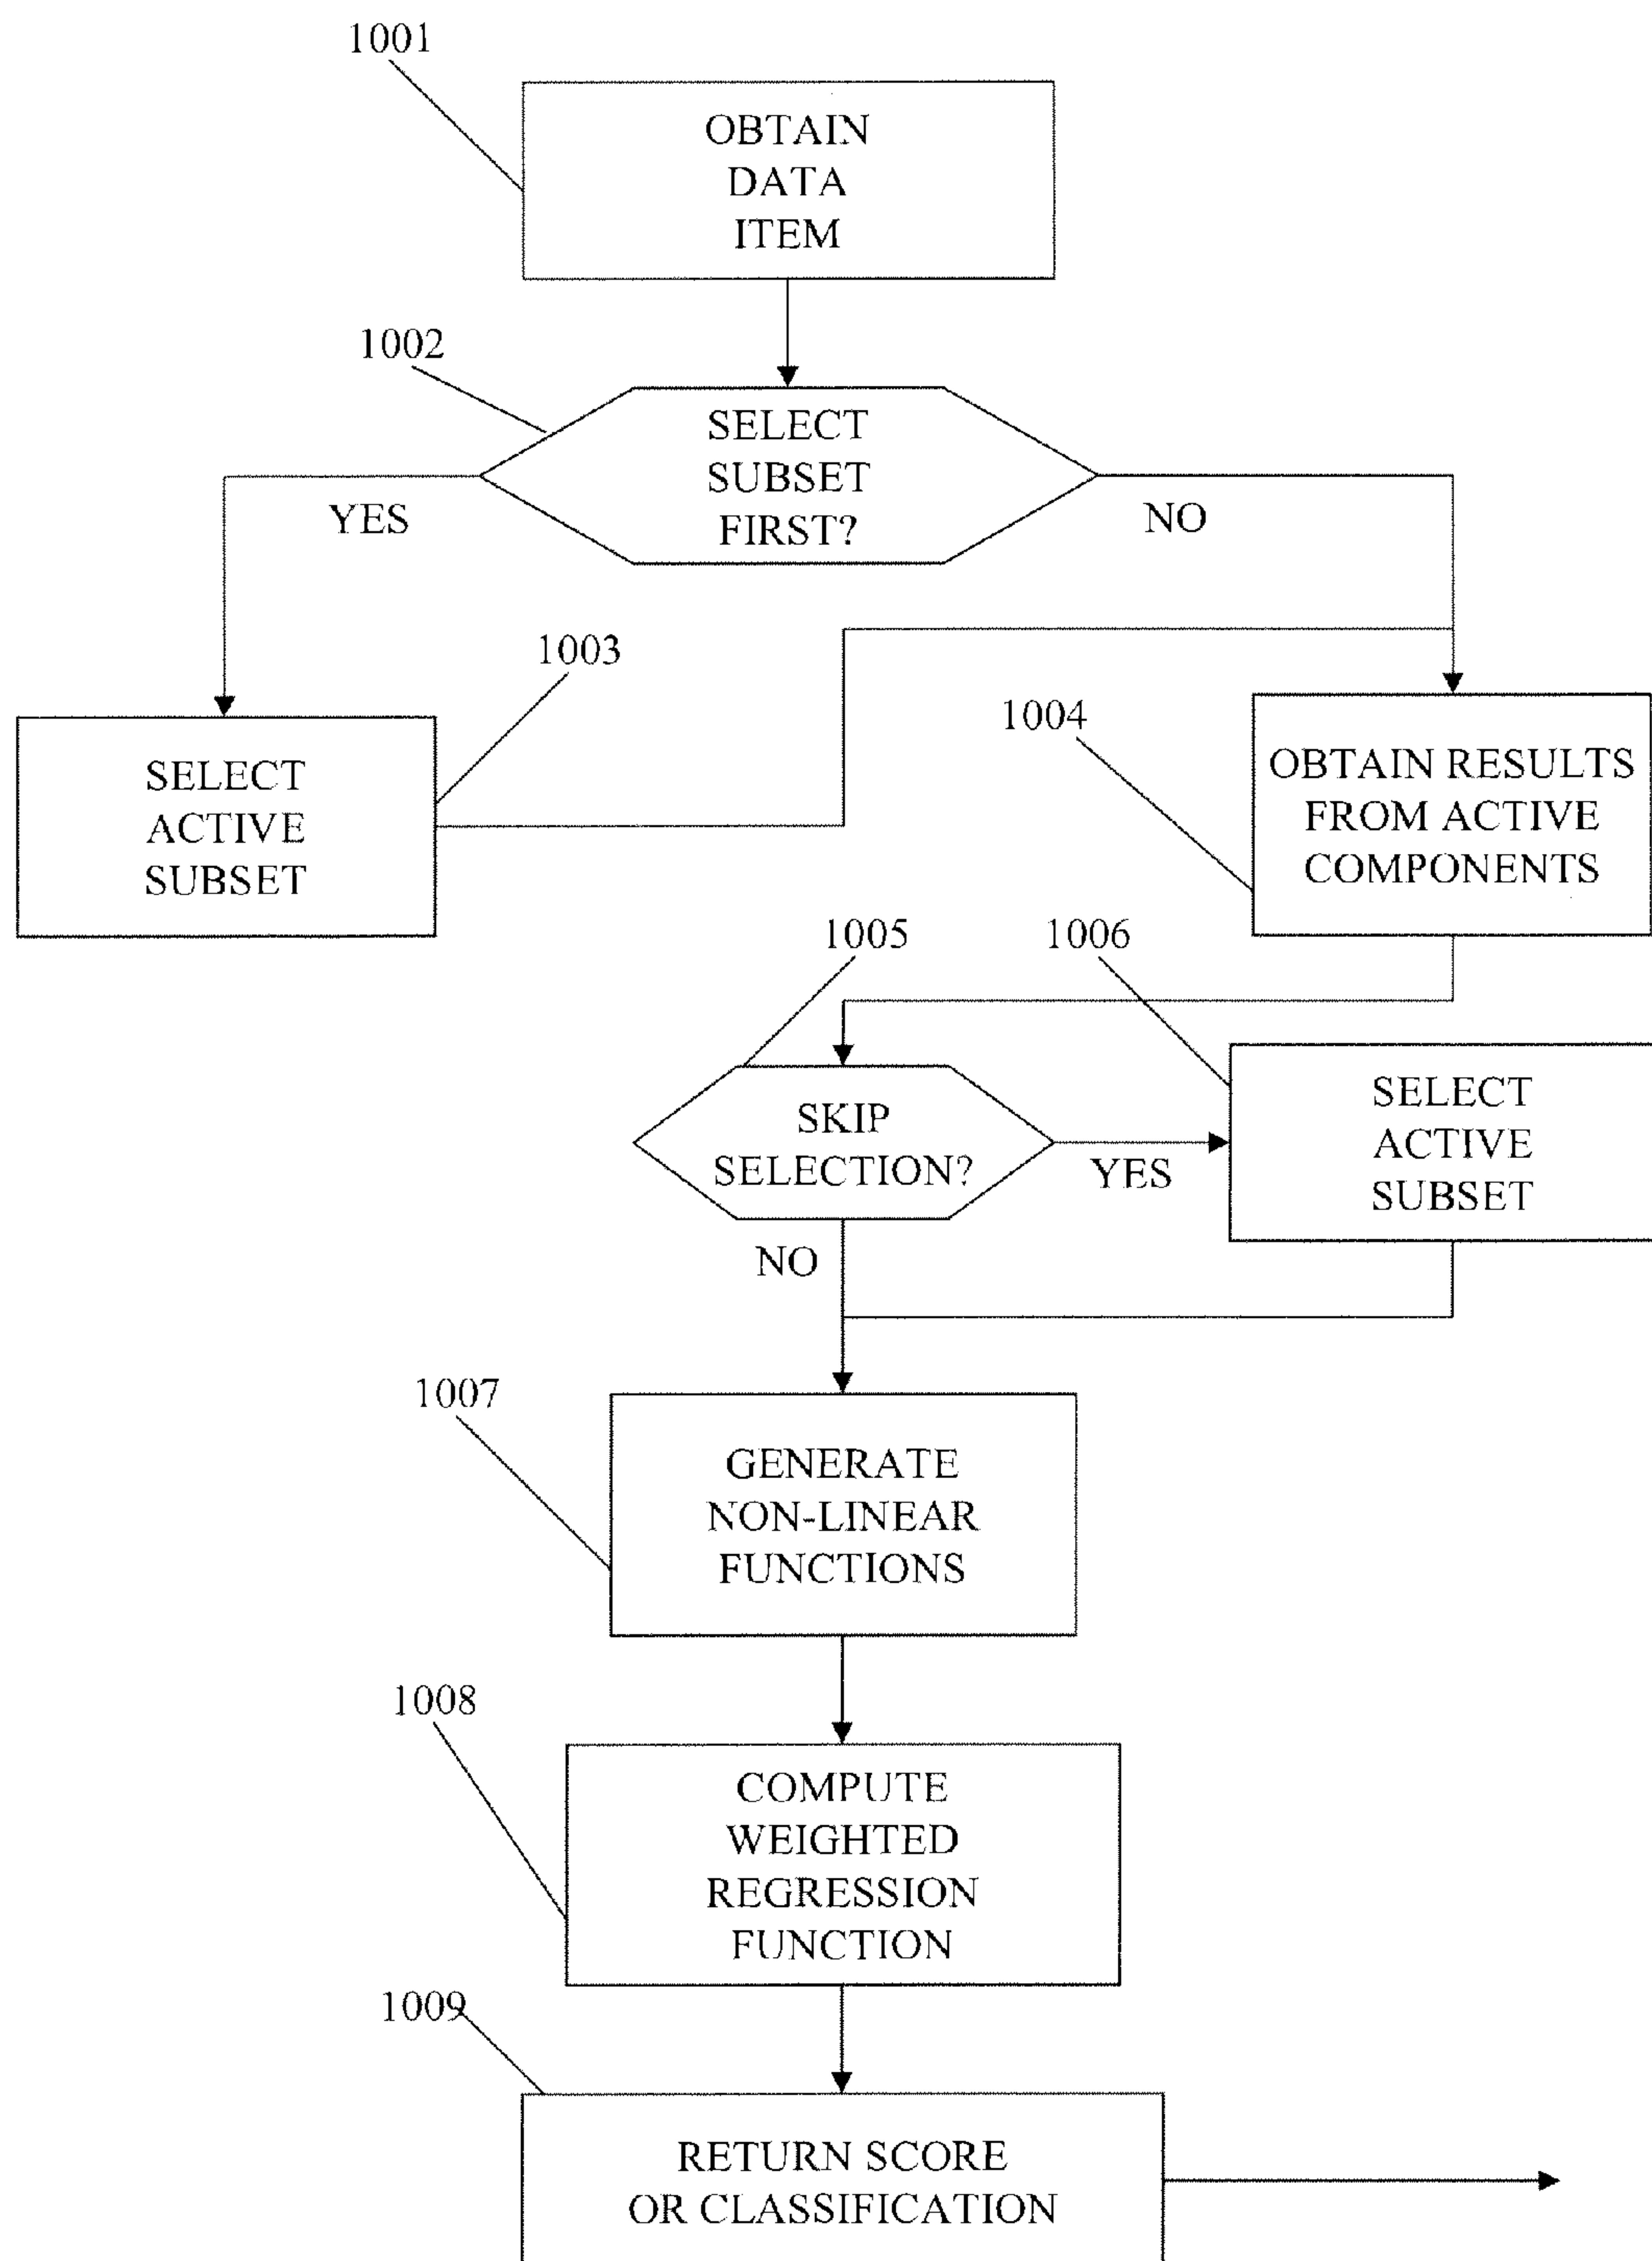 1001
OBTAIN
DATA
ITEM
1002
SELECT
SUBSET
FIRST?
YES
NO
1003
SELECT
ACTIVE
SUBSET
1004
OBTAIN RESULTS
FROM ACTIVE
COMPONENTS
1005
SKIP
SELECTION?
YES
NO
1006
SELECT
ACTIVE
SUBSET
1007
GENERATE
NON-LINEAR
FUNCTIONS
1008
COMPUTE
WEIGHTED
REGRESSION
FUNCTION
1009
RETURN SCORE
OR CLASSIFICATION